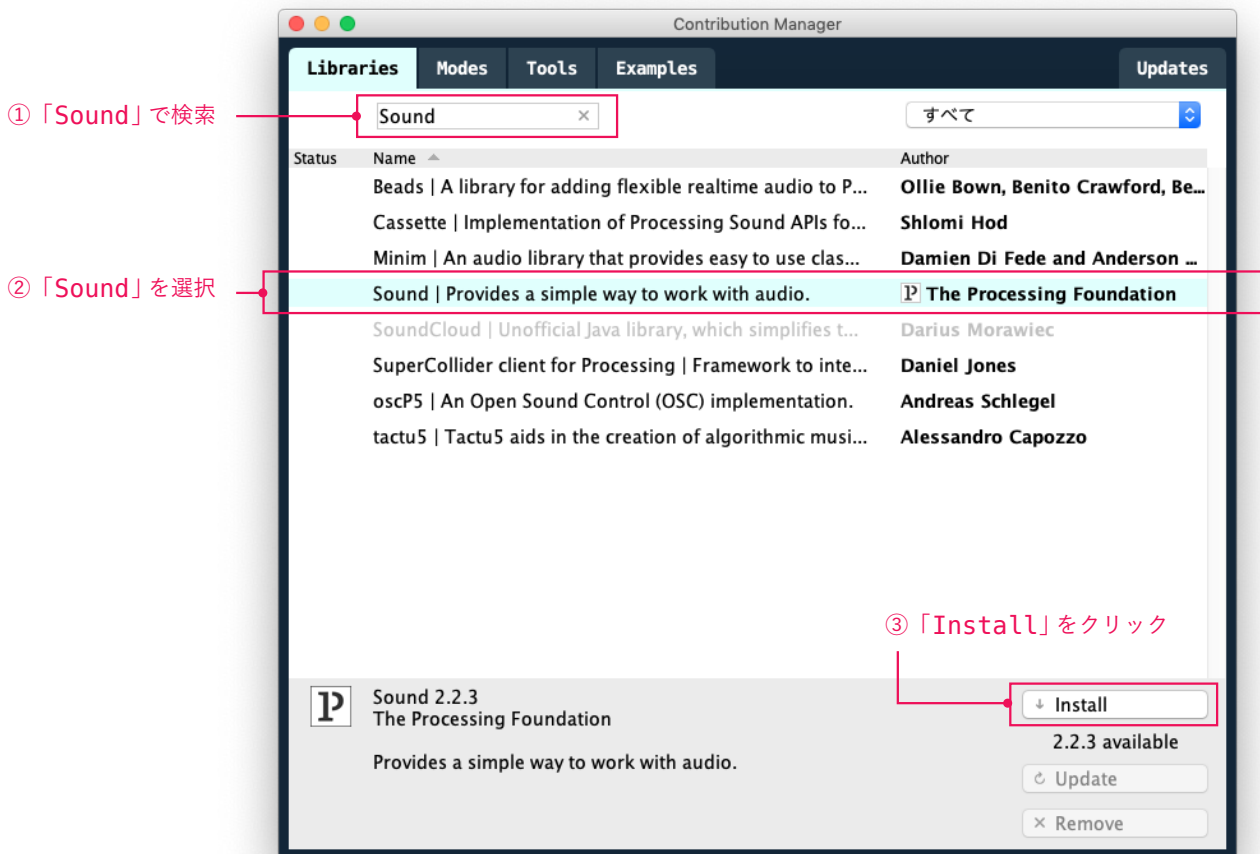 Contribution Manager
Libraries Modes Tools Examples Updates
①「Sound」で検索
Sound ×
すべて
Status Name Author
Beads | A library for adding flexible realtime audio to P... Ollie Bown, Benito Crawford, Be...
Cassette | Implementation of Processing Sound APIs fo... Shlomi Hod
Minim | An audio library that provides easy to use clas... Damien Di Fede and Anderson ...
②「Sound」を選択
Sound | Provides a simple way to work with audio. P The Processing Foundation
SoundCloud | Unofficial Java library, which simplifies t... Darius Morawiec
SuperCollider client for Processing | Framework to inte... Daniel Jones
oscP5 | An Open Sound Control (OSC) implementation. Andreas Schlegel
tactu5 | Tactu5 aids in the creation of algorithmic musi... Alessandro Capozzo
③「Install」をクリック
P
Sound 2.2.3
The Processing Foundation
Provides a simple way to work with audio.
Install
2.2.3 available
Update
× Remove